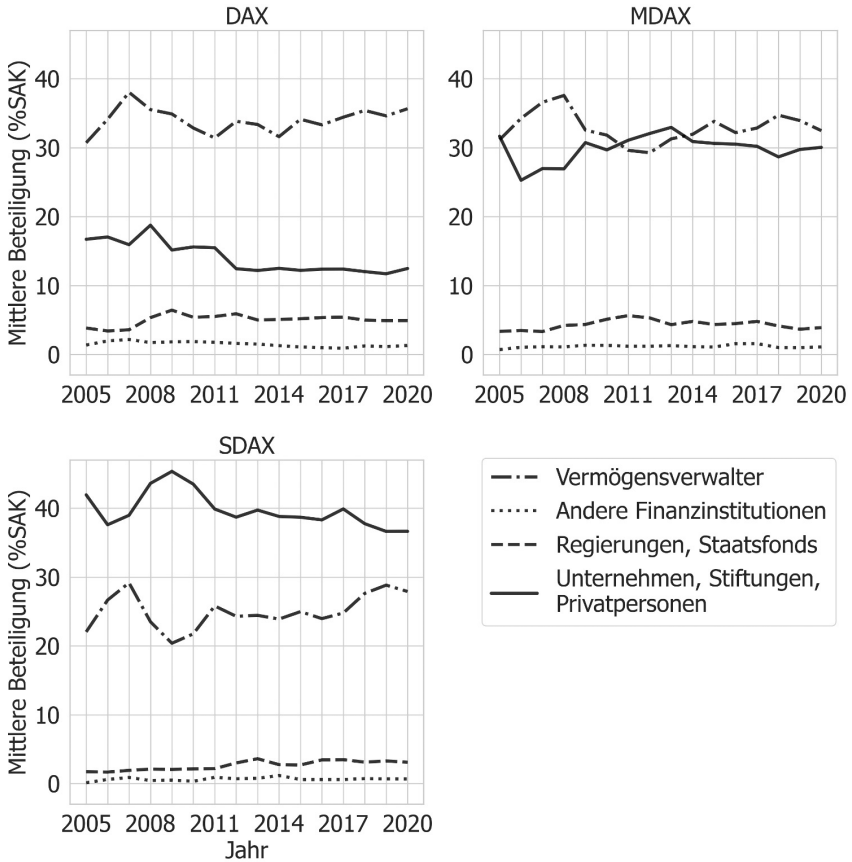 DAX
Mittlere Beteiligung (%SAK)
40
30
20
10
0
2005 2008 2011 2014 2017 2020
MDAX
40
30
20
10
0
2005 2008 2011 2014 2017 2020
SDAX
Mittlere Beteiligung (%SAK)
40
30
20
10
0
2005 2008 2011 2014 2017 2020
Jahr
Vermögensverwalter
Andere Finanzinstitutionen
Regierungen, Staatsfonds
Unternehmen, Stiftungen,
Privatpersonen